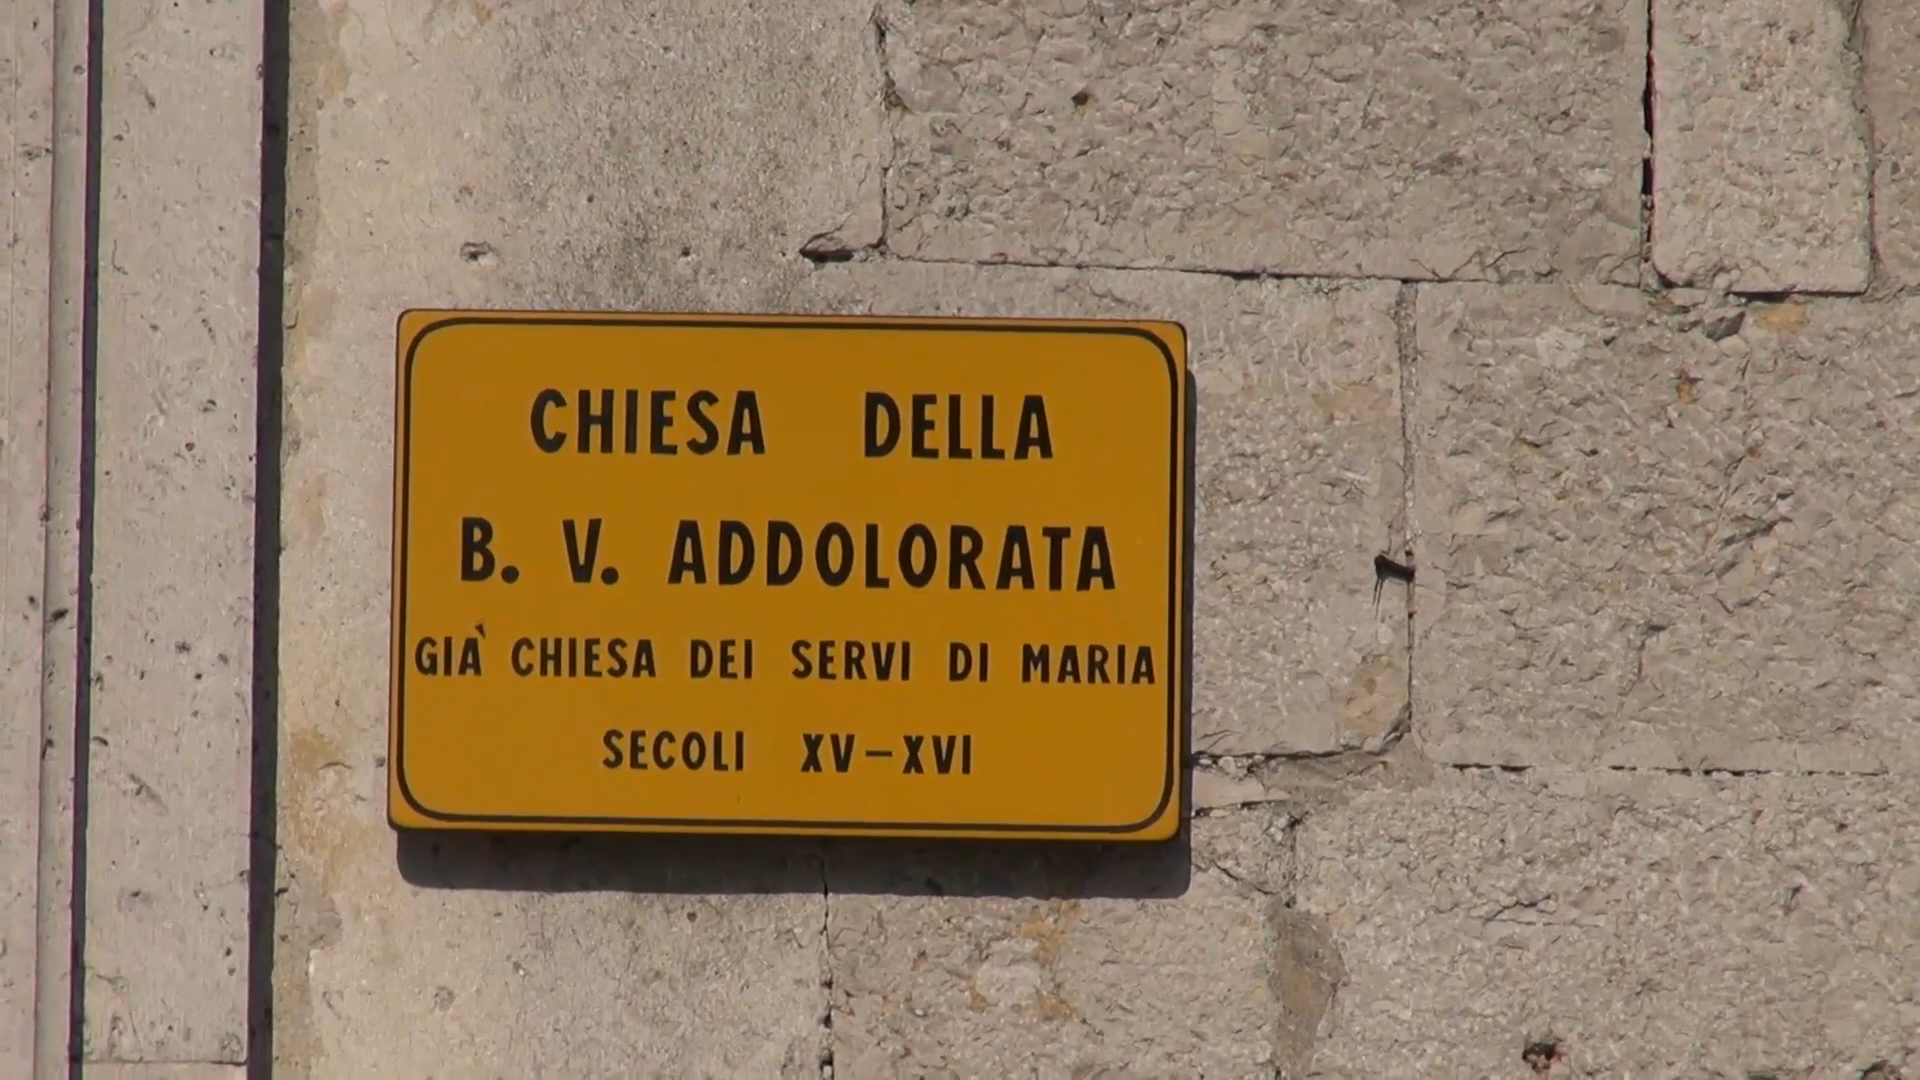 CHIESA DELLA
B. V. ADDOLORATA
GIÀ CHIESA DEI SERVI DI MARIA
SECOLI XV-XVI